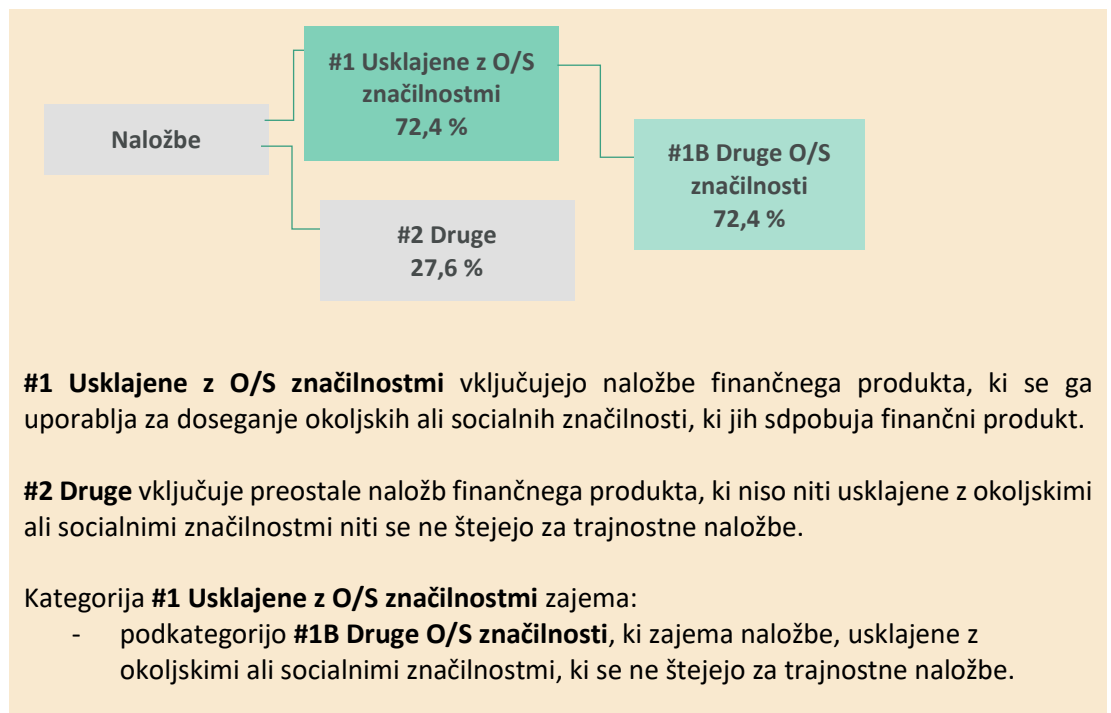 #1 Usklajene z O/S
značilnostmi
72,4 %
Naložbe
#1B Druge O/S
značilnosti
72,4 %
#2 Druge
27,6 %
#1 Usklajene z O/S značilnostmi vključujejo naložbe finančnega produkta, ki se ga
uporablja za doseganje okoljskih ali socialnih značilnosti, ki jih sdpobuja finančni produkt.
#2 Druge vključuje preostale naložb finančnega produkta, ki niso niti usklajene z okoljskimi
ali socialnimi značilnostmi niti se ne štejejo za trajnostne naložbe.
Kategorija #1 Usklajene z O/S značilnostmi zajema:
- podkategorijo #1B Druge O/S značilnosti, ki zajema naložbe, usklajene z
okoljskimi ali socialnimi značilnostmi, ki se ne štejejo za trajnostne naložbe.